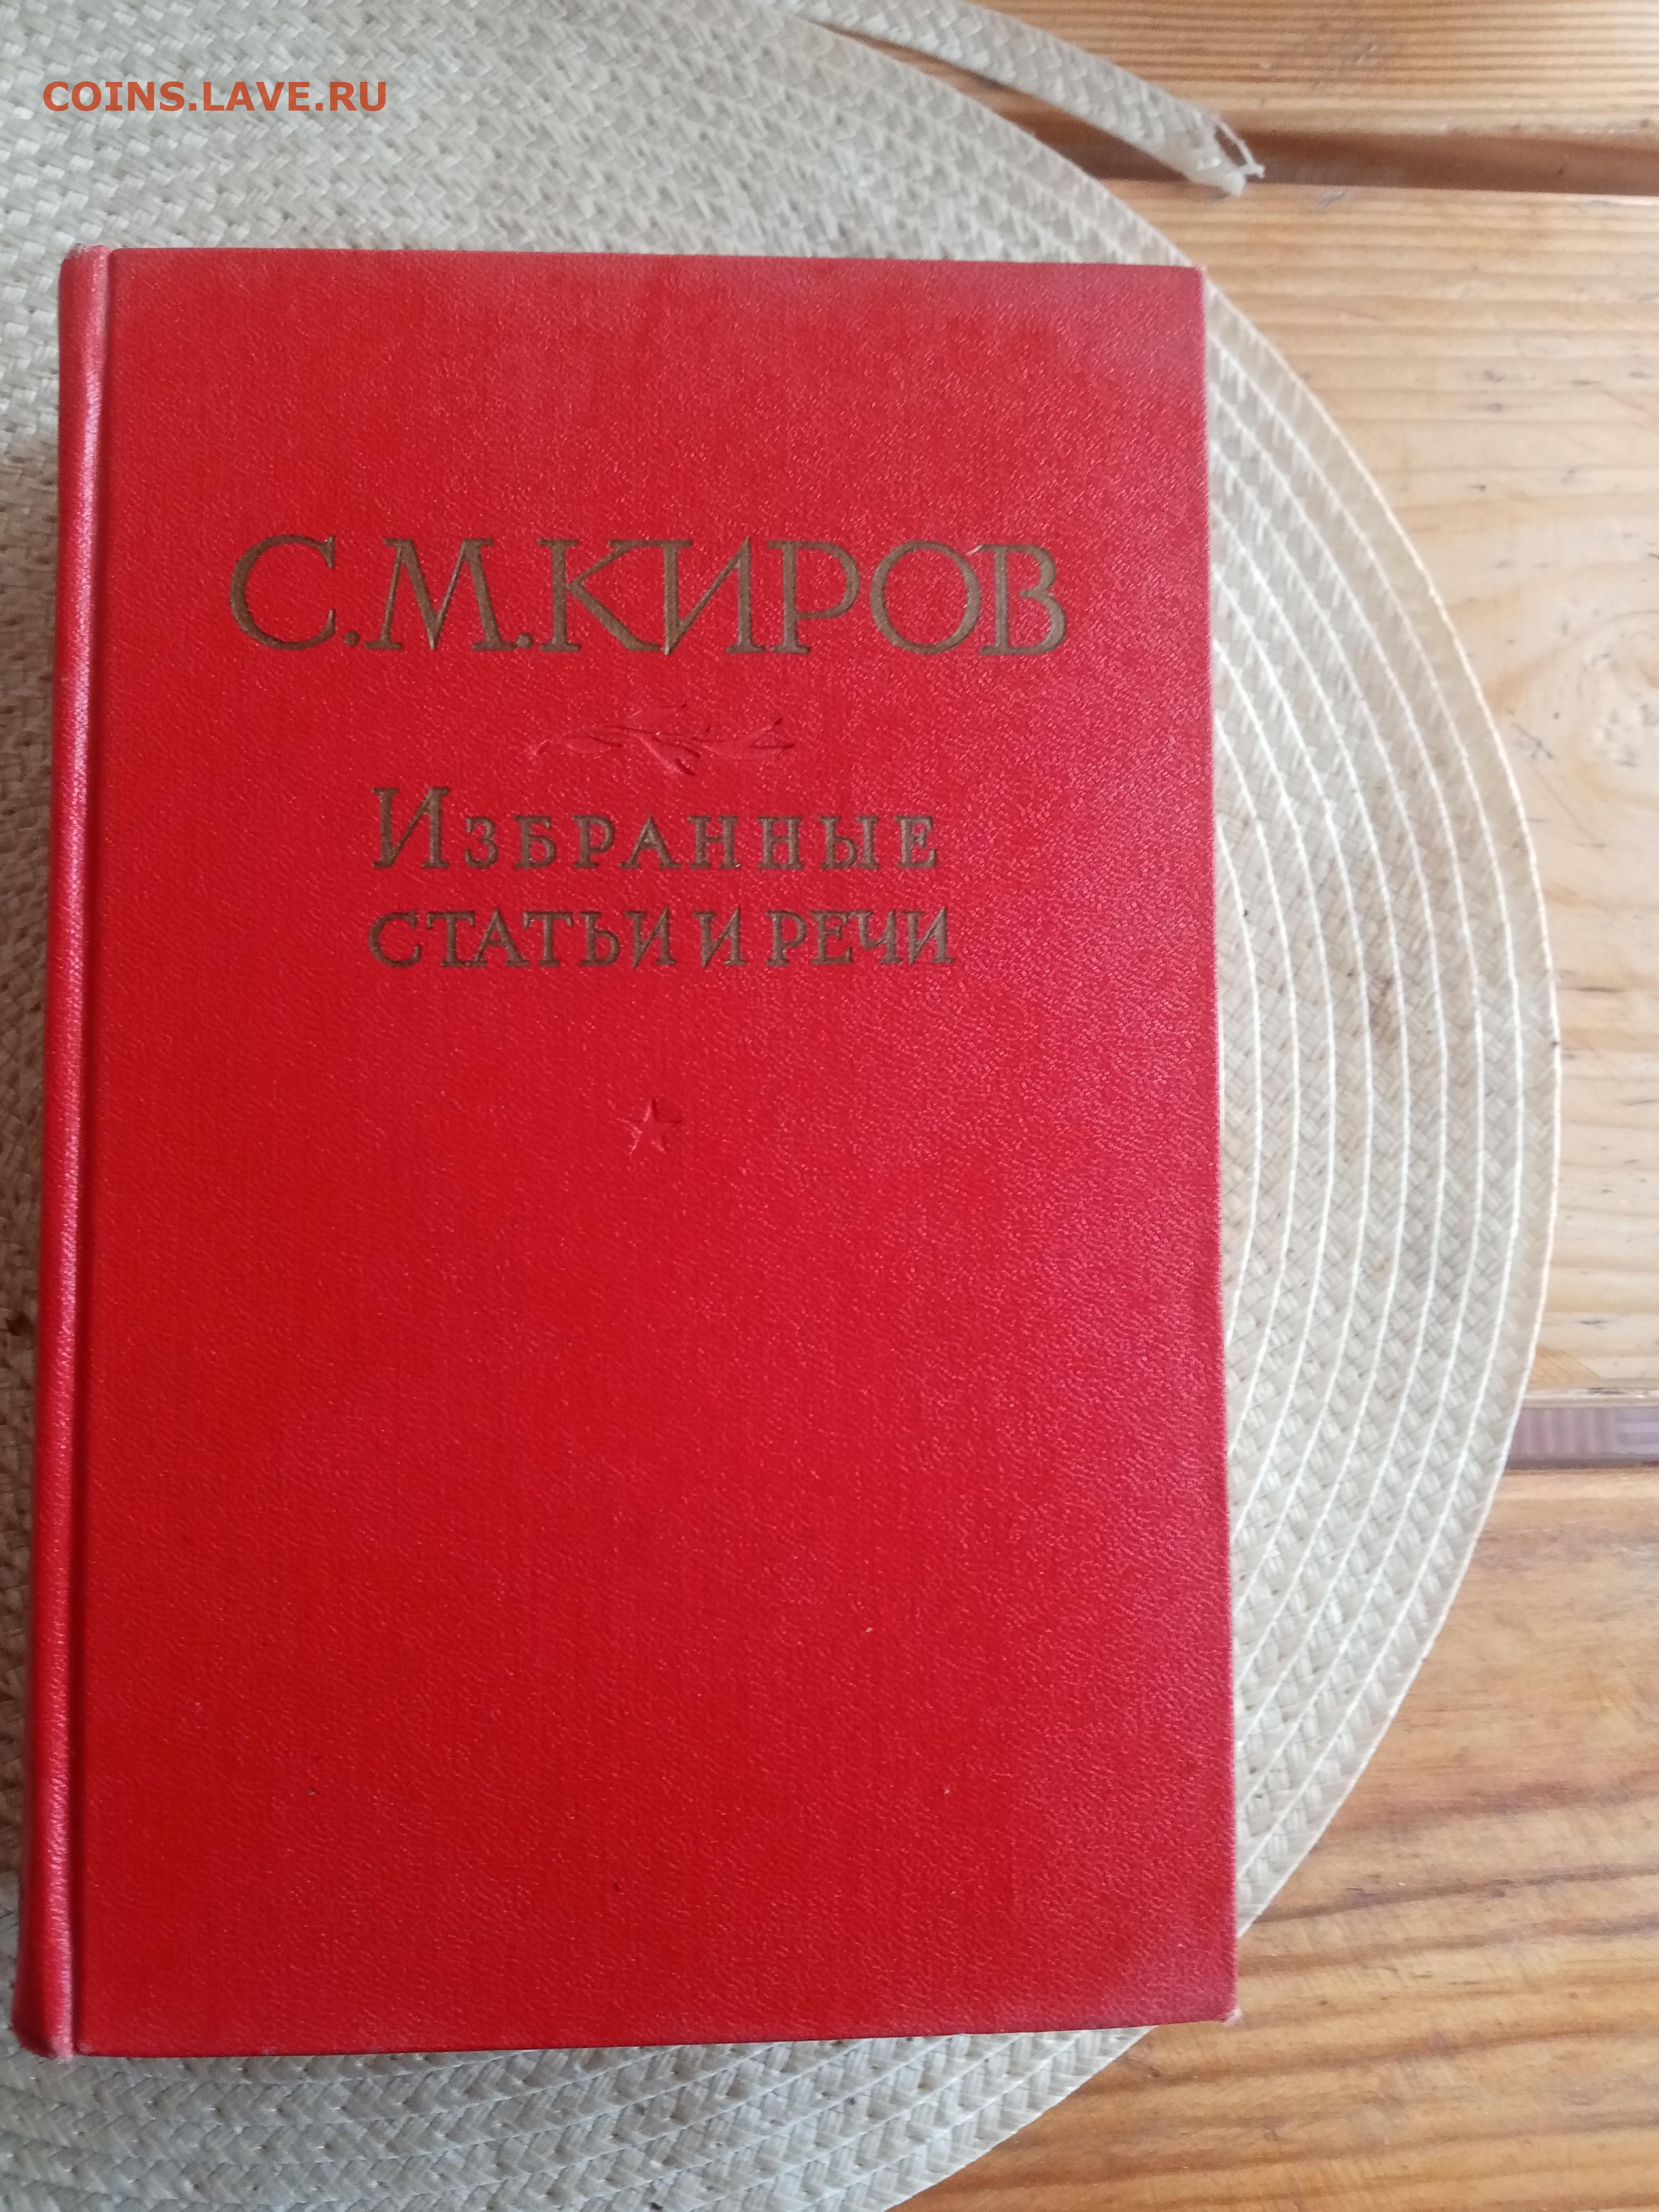 COINS.LAVE.RU
С.М.КИРОВ
ИЗБРАННЫЕ
СТАТЬИ И РЕЧИ